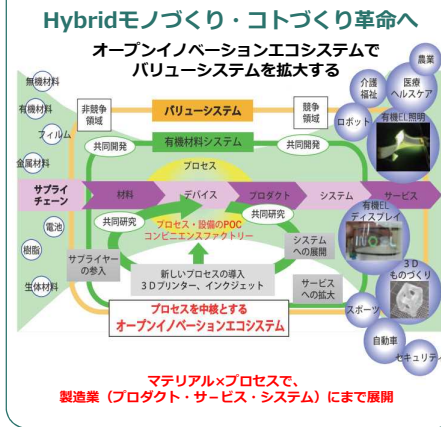 Hybridモノづくり・コトづくり革命へ
オープンイノベーションエコシステムで
バリューシステムを拡大する
農業
介護
福祉
医療
ヘルスケア
無機材料
非競争
領域
バリューシステム
競争
領域
ロボット
有機EL照明
有機材料
有機材料システム
フィルム
共同開発
共同開発
プロセス
金属材料
サプライ
チェーン
材料
デバイス
プロダクト
システム
サービス
共同研究
共同研究
有機EL
ディスプレイ
電池
プロセス・設備のPOC
コンビニエンスファクトリー
樹脂
サプライヤー
の参入
システム
への展開
新しいプロセスの導入
3Dプリンター、インクジェット
3D
ものづくり
生体材料
サービス
への拡大
プロセスを中核とする
オープンイノベーションエコシステム
スポーツ
自動車
セキュリティ
マテリアル×プロセスで、
製造業（プロダクト・サービス・システム）にまで展開